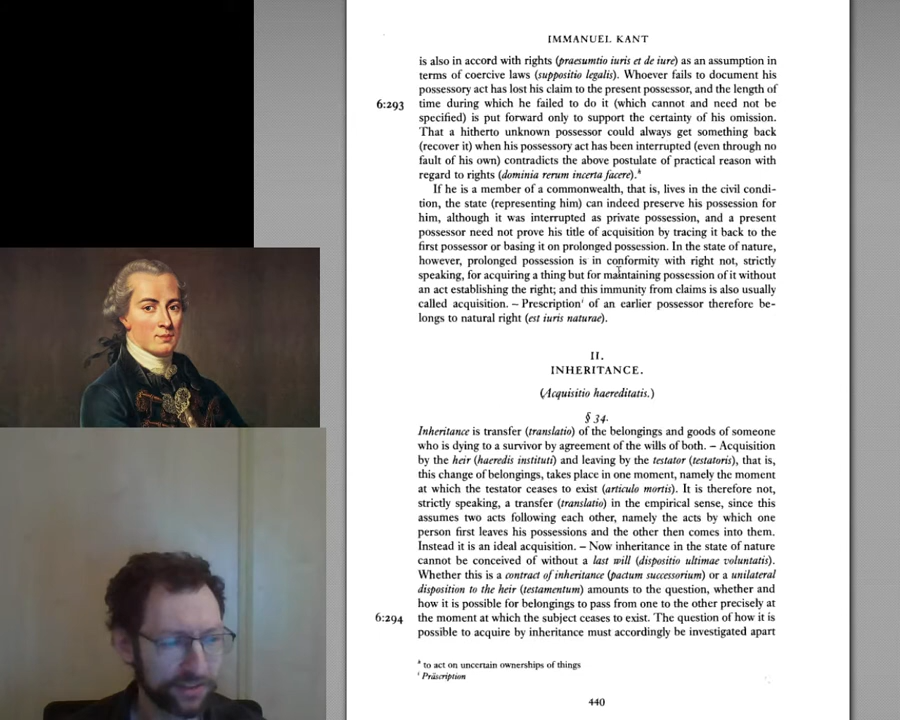 IMMANUEL KANT
is also in accord with rights (praesumtio iuris et de iure) as an assumption in
terms of coercive laws (suppositio legalis). Whoever fails to document his
possessory act has lost his claim to the present possessor, and the length of
6:293 time during which he failed to do it (which cannot and need not be
specified) is put forward only to support the certainty of his omission.
That a hitherto unknown possessor could always get something back
(recover it) when his possessory act has been interrupted (even through no
fault of his own) contradicts the above postulate of practical reason with
regard to rights (dominia rerum incerta facere).ʰ
If he is a member of a commonwealth, that is, lives in the civil condi-
tion, the state (representing him) can indeed preserve his possession for
him, although it was interrupted as private possession, and a present
possessor need not prove his title of acquisition by tracing it back to the
first possessor or basing it on prolonged possession. In the state of nature,
however, prolonged possession is in conformity with right not, strictly
speaking, for acquiring a thing but for maintaining possession of it without
an act establishing the right; and this immunity from claims is also usually
called acquisition. – Prescriptionⁱ of an earlier possessor therefore be-
longs to natural right (est iuris naturae).
II.
INHERITANCE.
(Acquisitio haereditatis.)
§ 34.
Inheritance is transfer (translatio) of the belongings and goods of someone
who is dying to a survivor by agreement of the wills of both. – Acquisition
by the heir (haeredis instituti) and leaving by the testator (testatoris), that is,
this change of belongings, takes place in one moment, namely the moment
at which the testator ceases to exist (articulo mortis). It is therefore not,
strictly speaking, a transfer (translatio) in the empirical sense, since this
assumes two acts following each other, namely the acts by which one
person first leaves his possessions and the other then comes into them.
Instead it is an ideal acquisition. – Now inheritance in the state of nature
cannot be conceived of without a last will (dispositio ultimae voluntatis).
Whether this is a contract of inheritance (pactum successorium) or a unilateral
disposition to the heir (testamentum) amounts to the question, whether and
how it is possible for belongings to pass from one to the other precisely at
6:294 the moment at which the subject ceases to exist. The question of how it is
possible to acquire by inheritance must accordingly be investigated apart
ʰ to act on uncertain ownerships of things
ⁱ Präscription
440